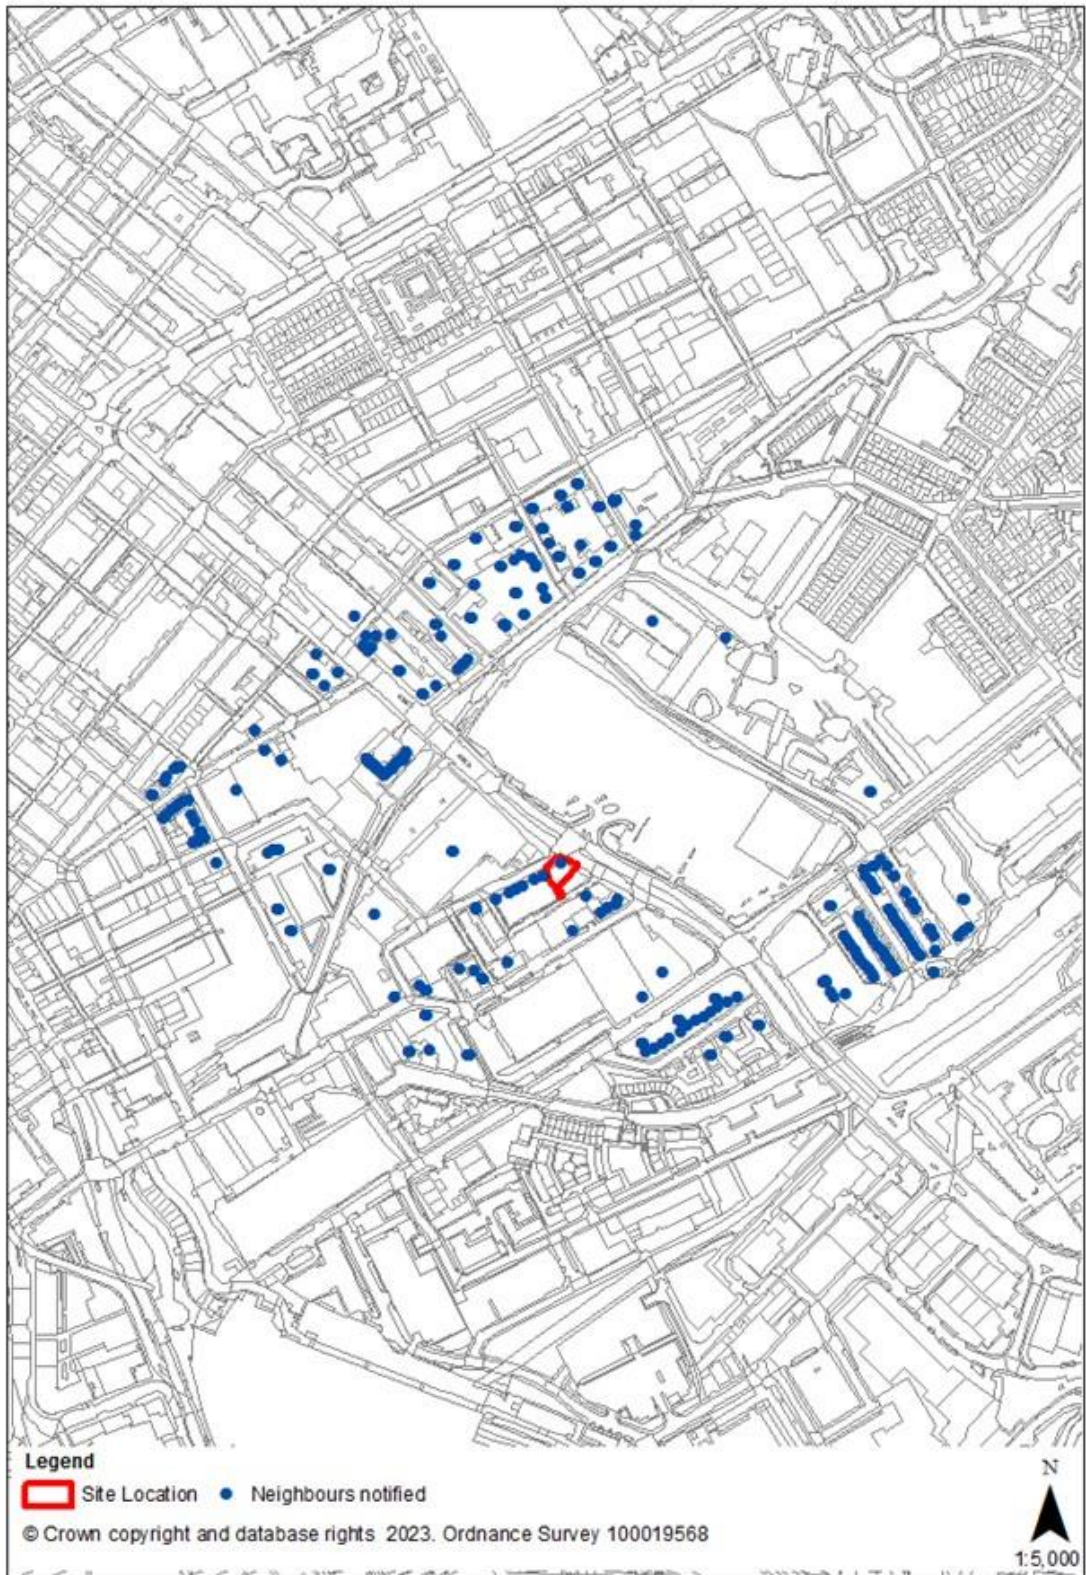 Legend
Site Location Neighbours notified
© Crown copyright and database rights 2023. Ordnance Survey 100019568
N
1:5,000